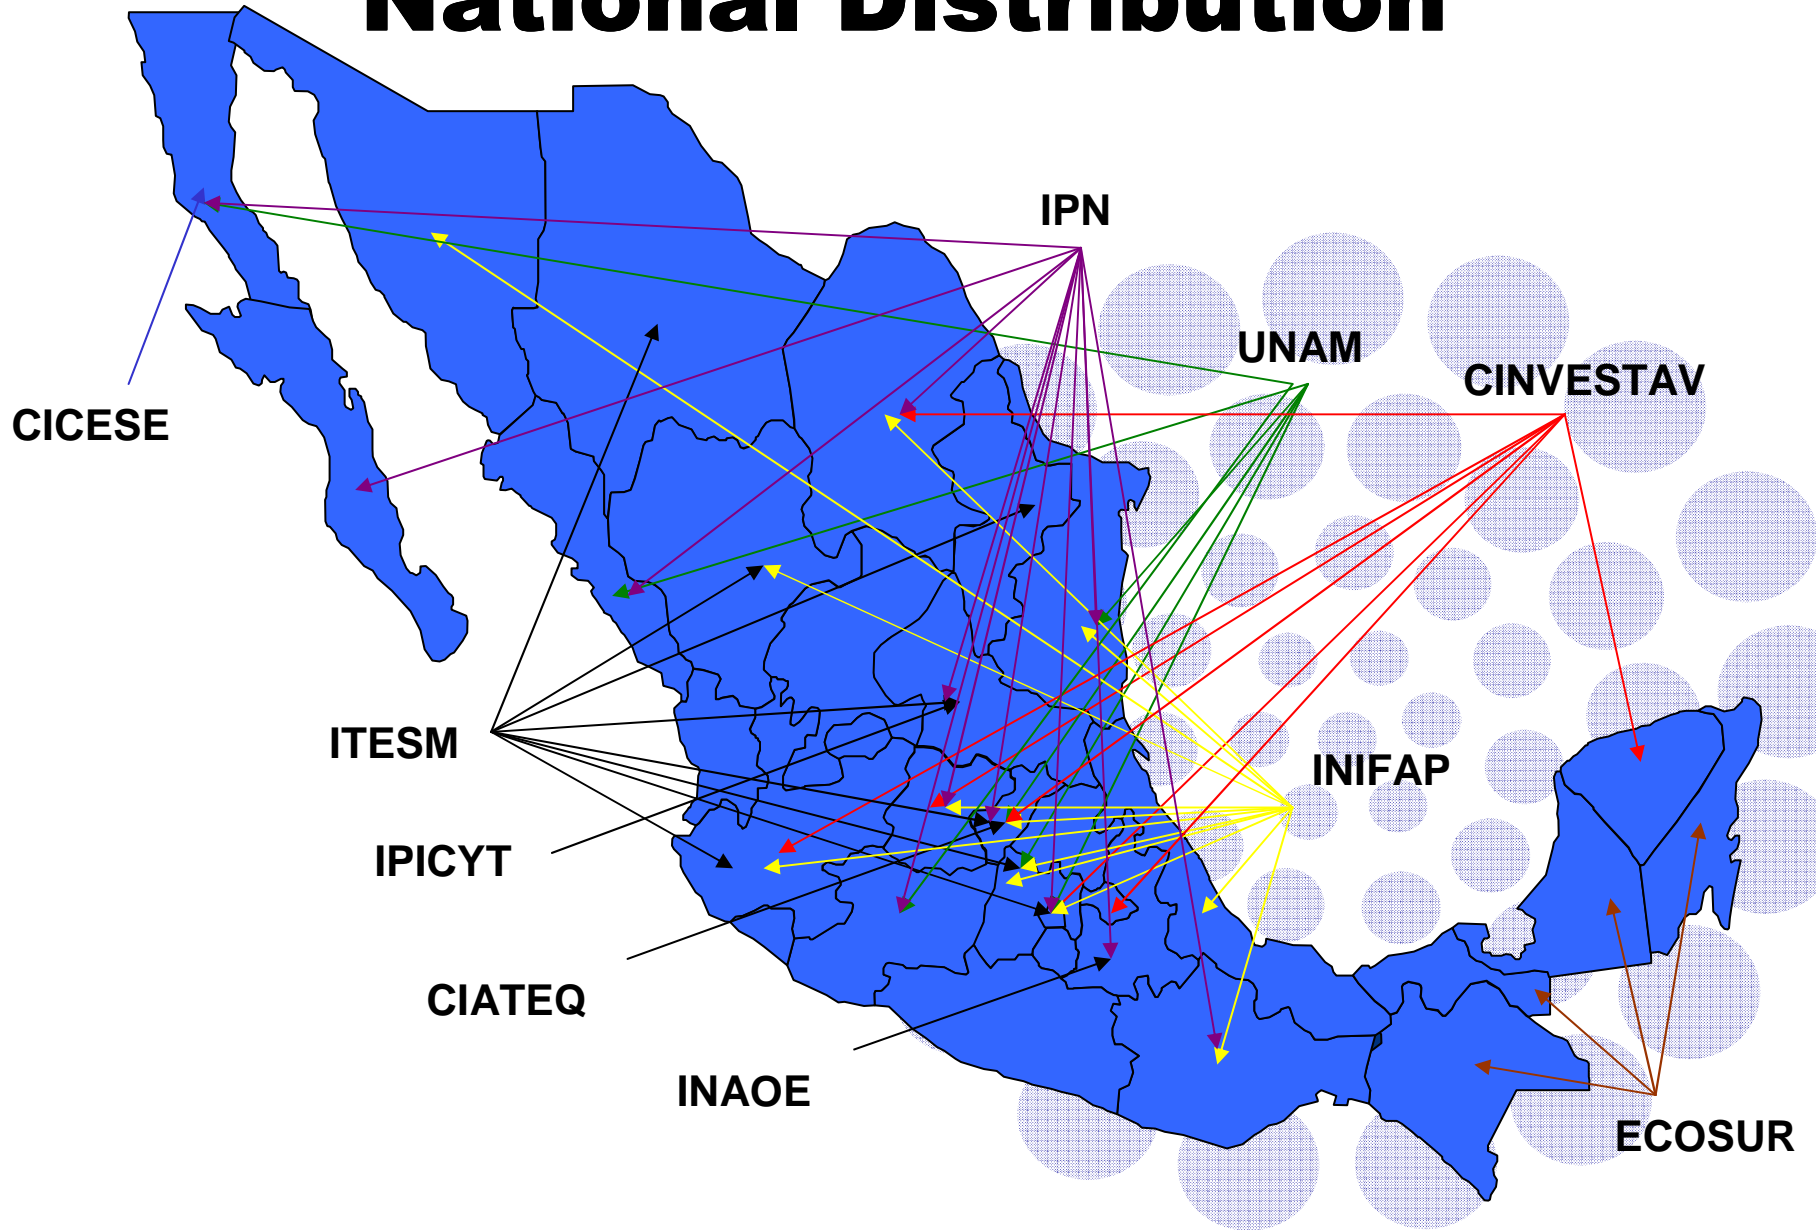 National Distribution
IPN
UNAM
CINVESTAV
CICESE
ITESM
INIFAP
IPICYT
CIATEQ
INAOE
ECOSUR